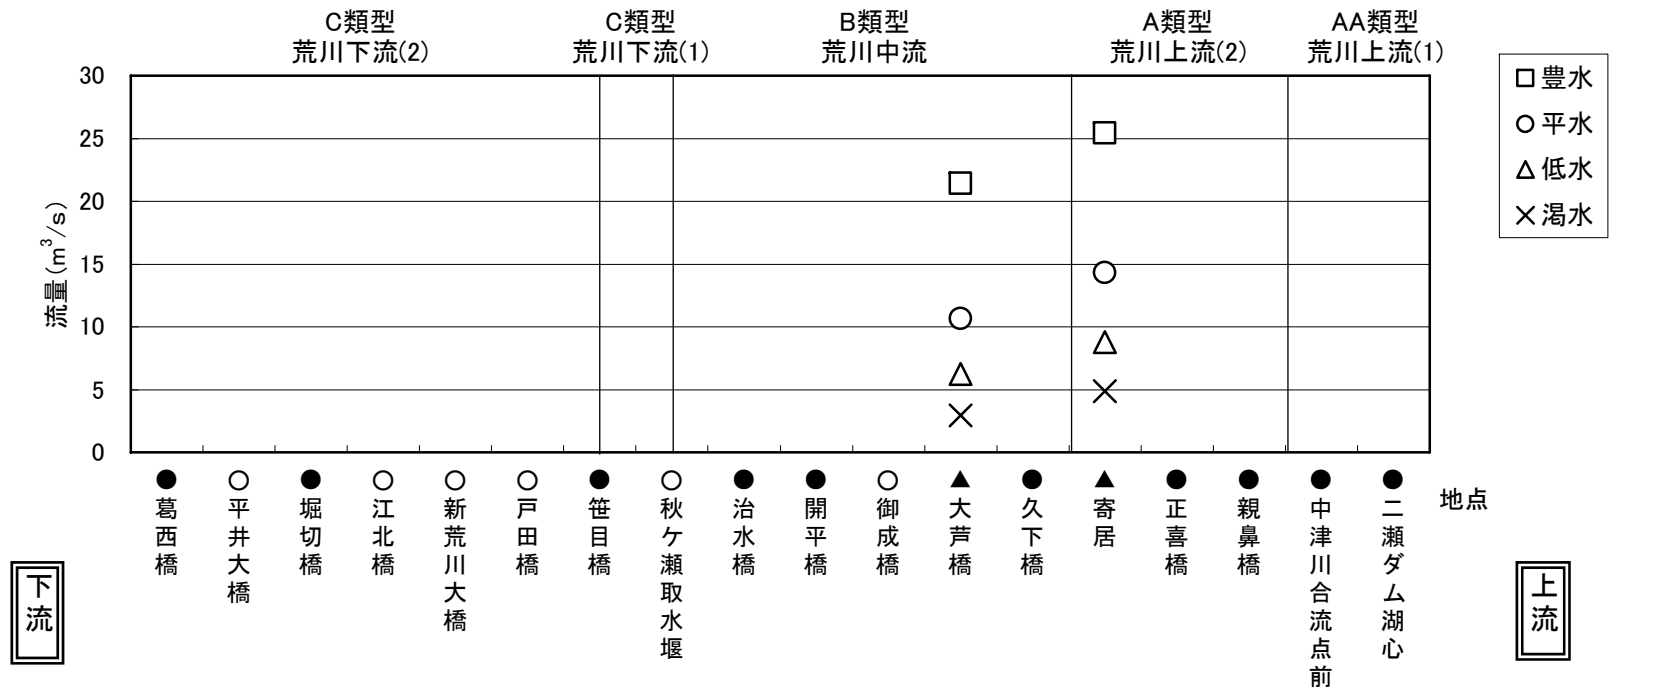 C類型
荒川下流(2)
C類型
荒川下流(1)
B類型
荒川中流
A類型
荒川上流(2)
AA類型
荒川上流(1)
30
25
20
15
10
5
0
流量(m³/s)
豊水
平水
低水
渇水
葛西橋
平井大橋
堀切橋
江北橋
新荒川大橋
戸田橋
笹目橋
秋ケ瀬取水堰
治水橋
開平橋
御成橋
大芦橋
久下橋
寄居
正喜橋
親鼻橋
中津川合流点前
二瀬ダム湖心
地点
下流
上流